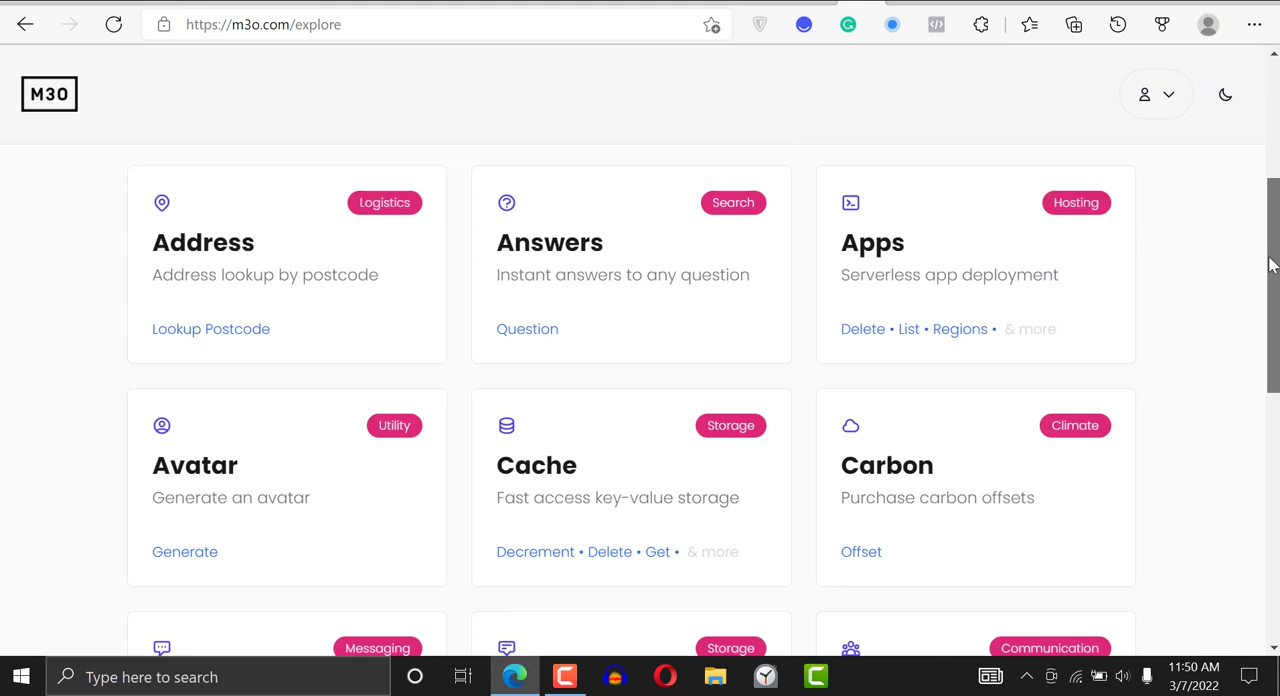 https://m3o.com/explore
M3O
Logistics
Address
Address lookup by postcode
Lookup Postcode
Search
Answers
Instant answers to any question
Question
Hosting
Apps
Serverless app deployment
Delete • List • Regions • & more
Utility
Avatar
Generate an avatar
Generate
Storage
Cache
Fast access key-value storage
Decrement • Delete • Get • & more
Climate
Carbon
Purchase carbon offsets
Offset
Messaging
Storage
Communication
Type here to search
11:50 AM
3/7/2022